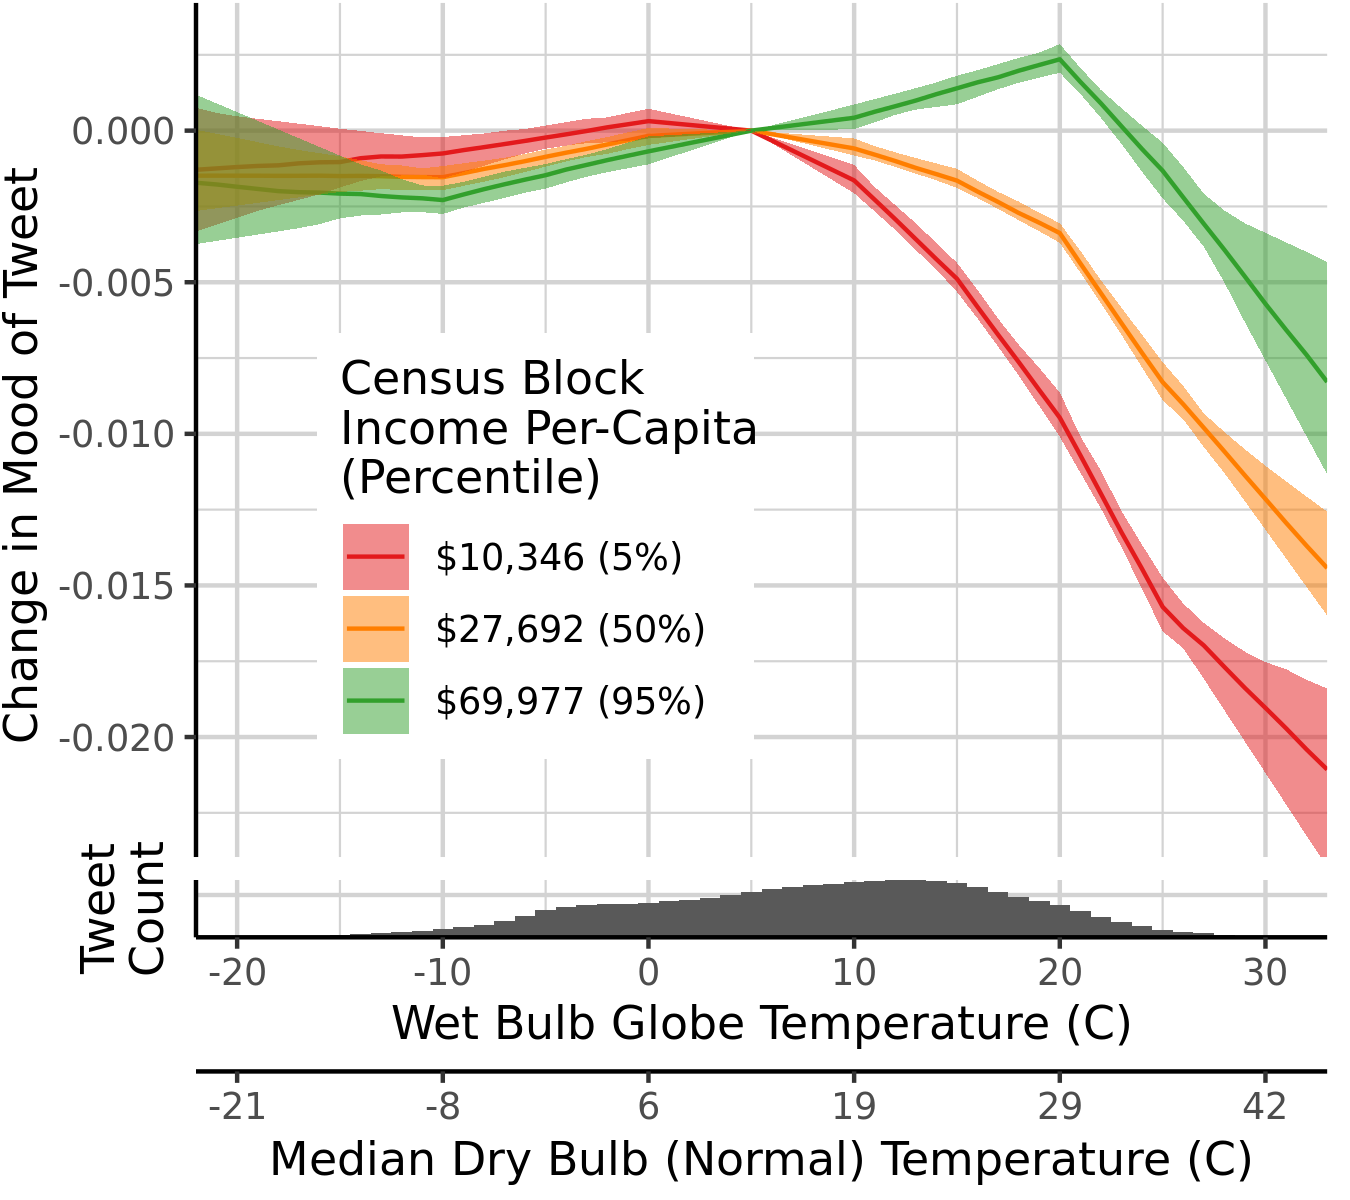 Change in Mood of Tweet
0.000
-0.005
-0.010
-0.015
-0.020
Census Block
Income Per-Capita
(Percentile)
$10,346 (5%)
$27,692 (50%)
$69,977 (95%)
Tweet
Count
-20 -10 0 10 20 30
Wet Bulb Globe Temperature (C)
-21 -8 6 19 29 42
Median Dry Bulb (Normal) Temperature (C)